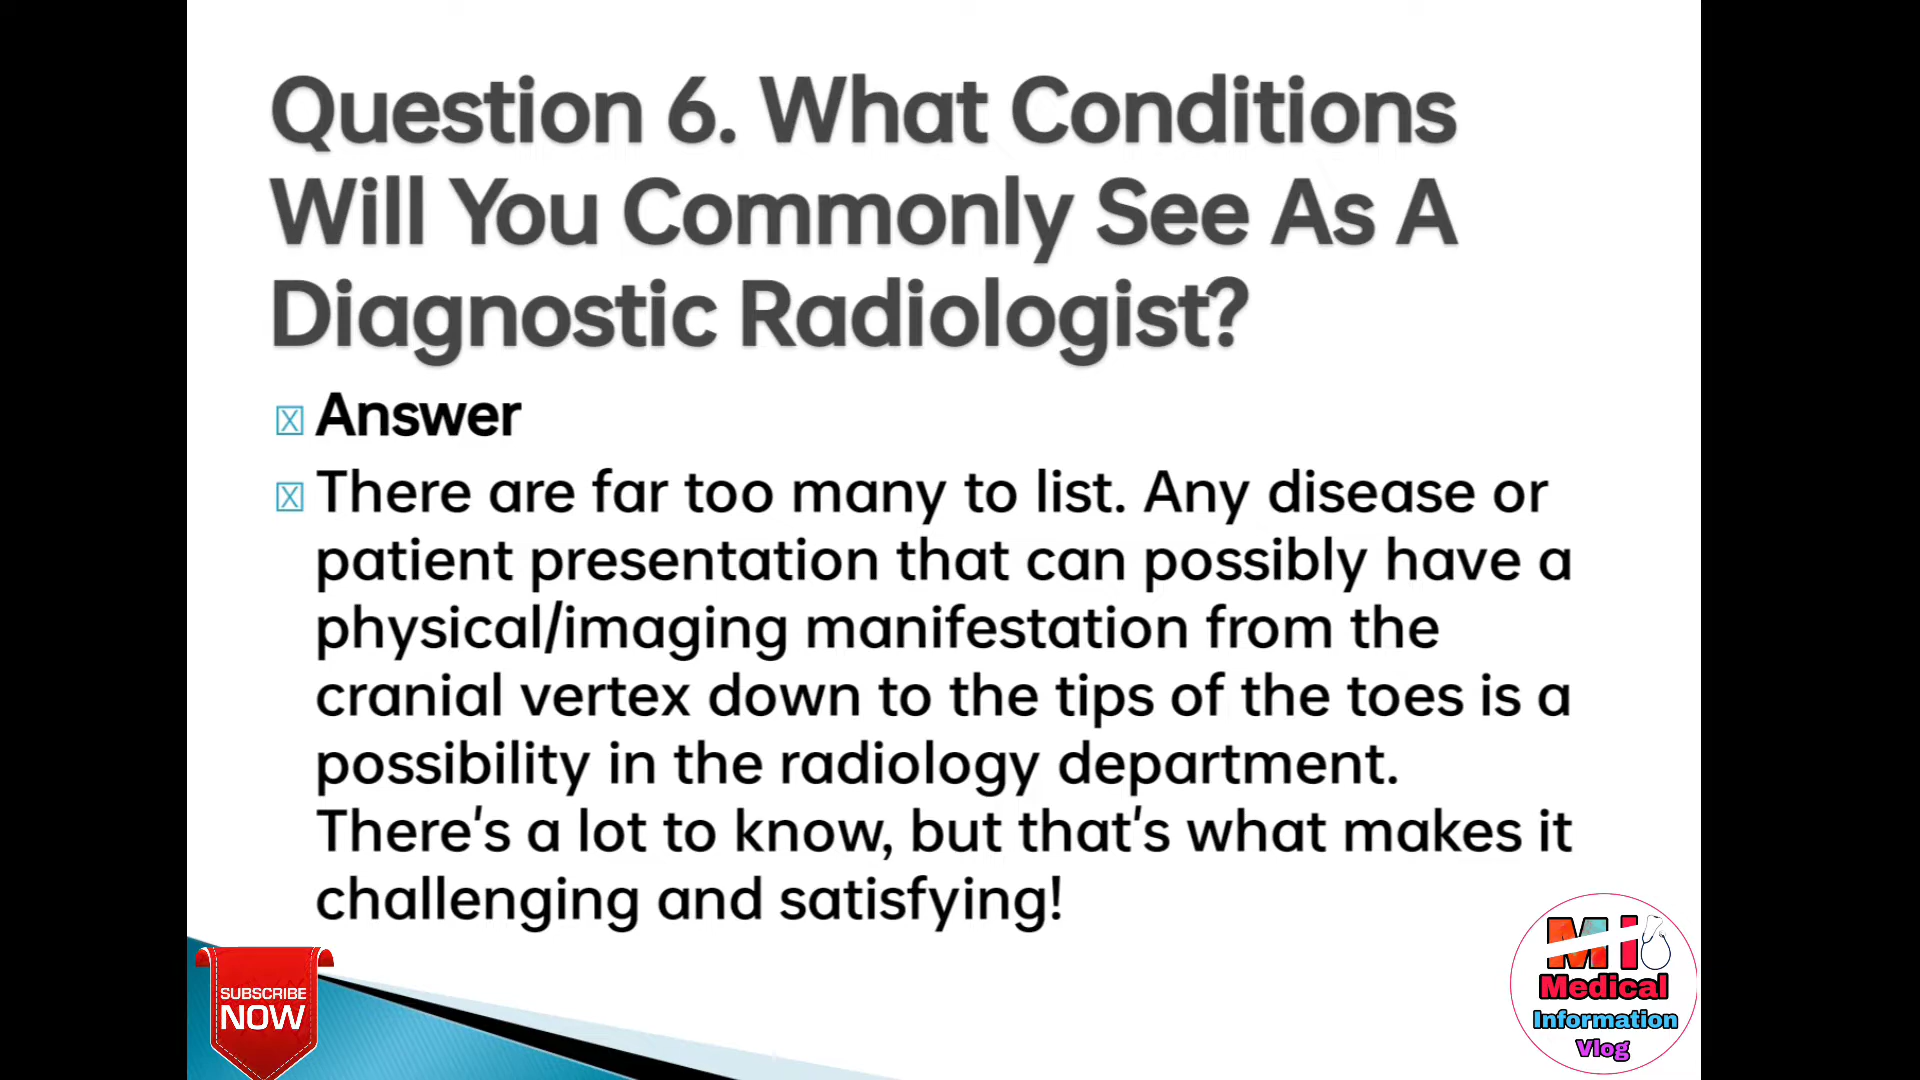 Question 6. What Conditions
Will You Commonly See As A
Diagnostic Radiologist?
Answer
There are far too many to list. Any disease or
patient presentation that can possibly have a
physical/imaging manifestation from the
cranial vertex down to the tips of the toes is a
possibility in the radiology department.
There's a lot to know, but that's what makes it
challenging and satisfying!
SUBSCRIBE
NOW
MI
Medical
Information
Vlog